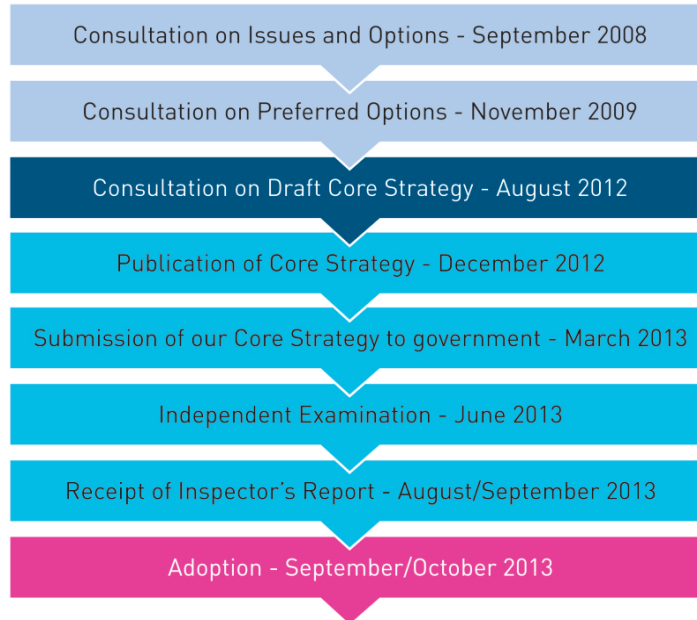 Consultation on Issues and Options - September 2008
Consultation on Preferred Options - November 2009
Consultation on Draft Core Strategy - August 2012
Publication of Core Strategy - December 2012
Submission of our Core Strategy to government - March 2013
Independent Examination - June 2013
Receipt of Inspector's Report - August/September 2013
Adoption - September/October 2013